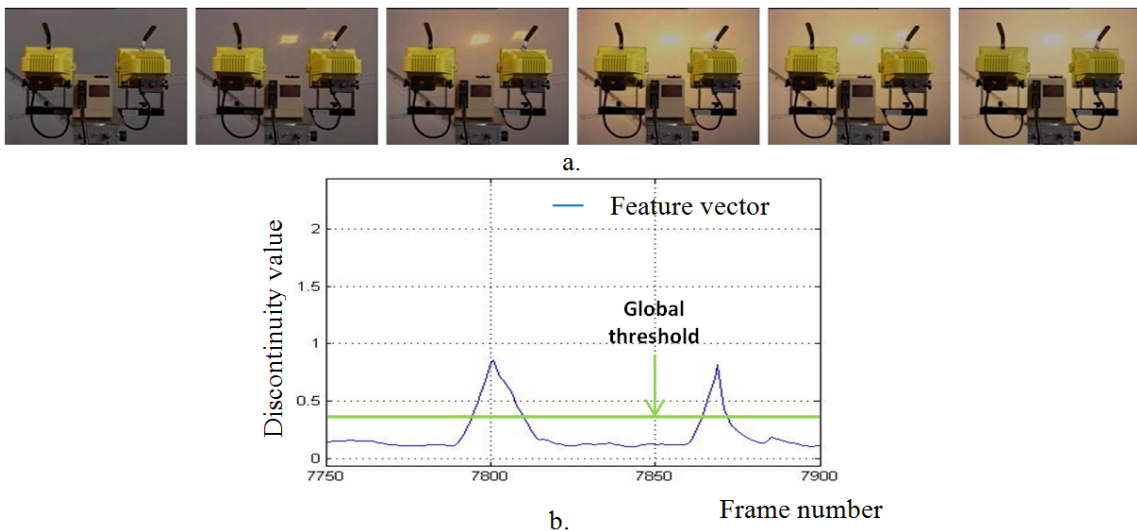 a.
Feature vector
2
1.5
Global
threshold
1
0.5
0
7750 7800 7850 7900
Discontinuity value
Frame number
b.